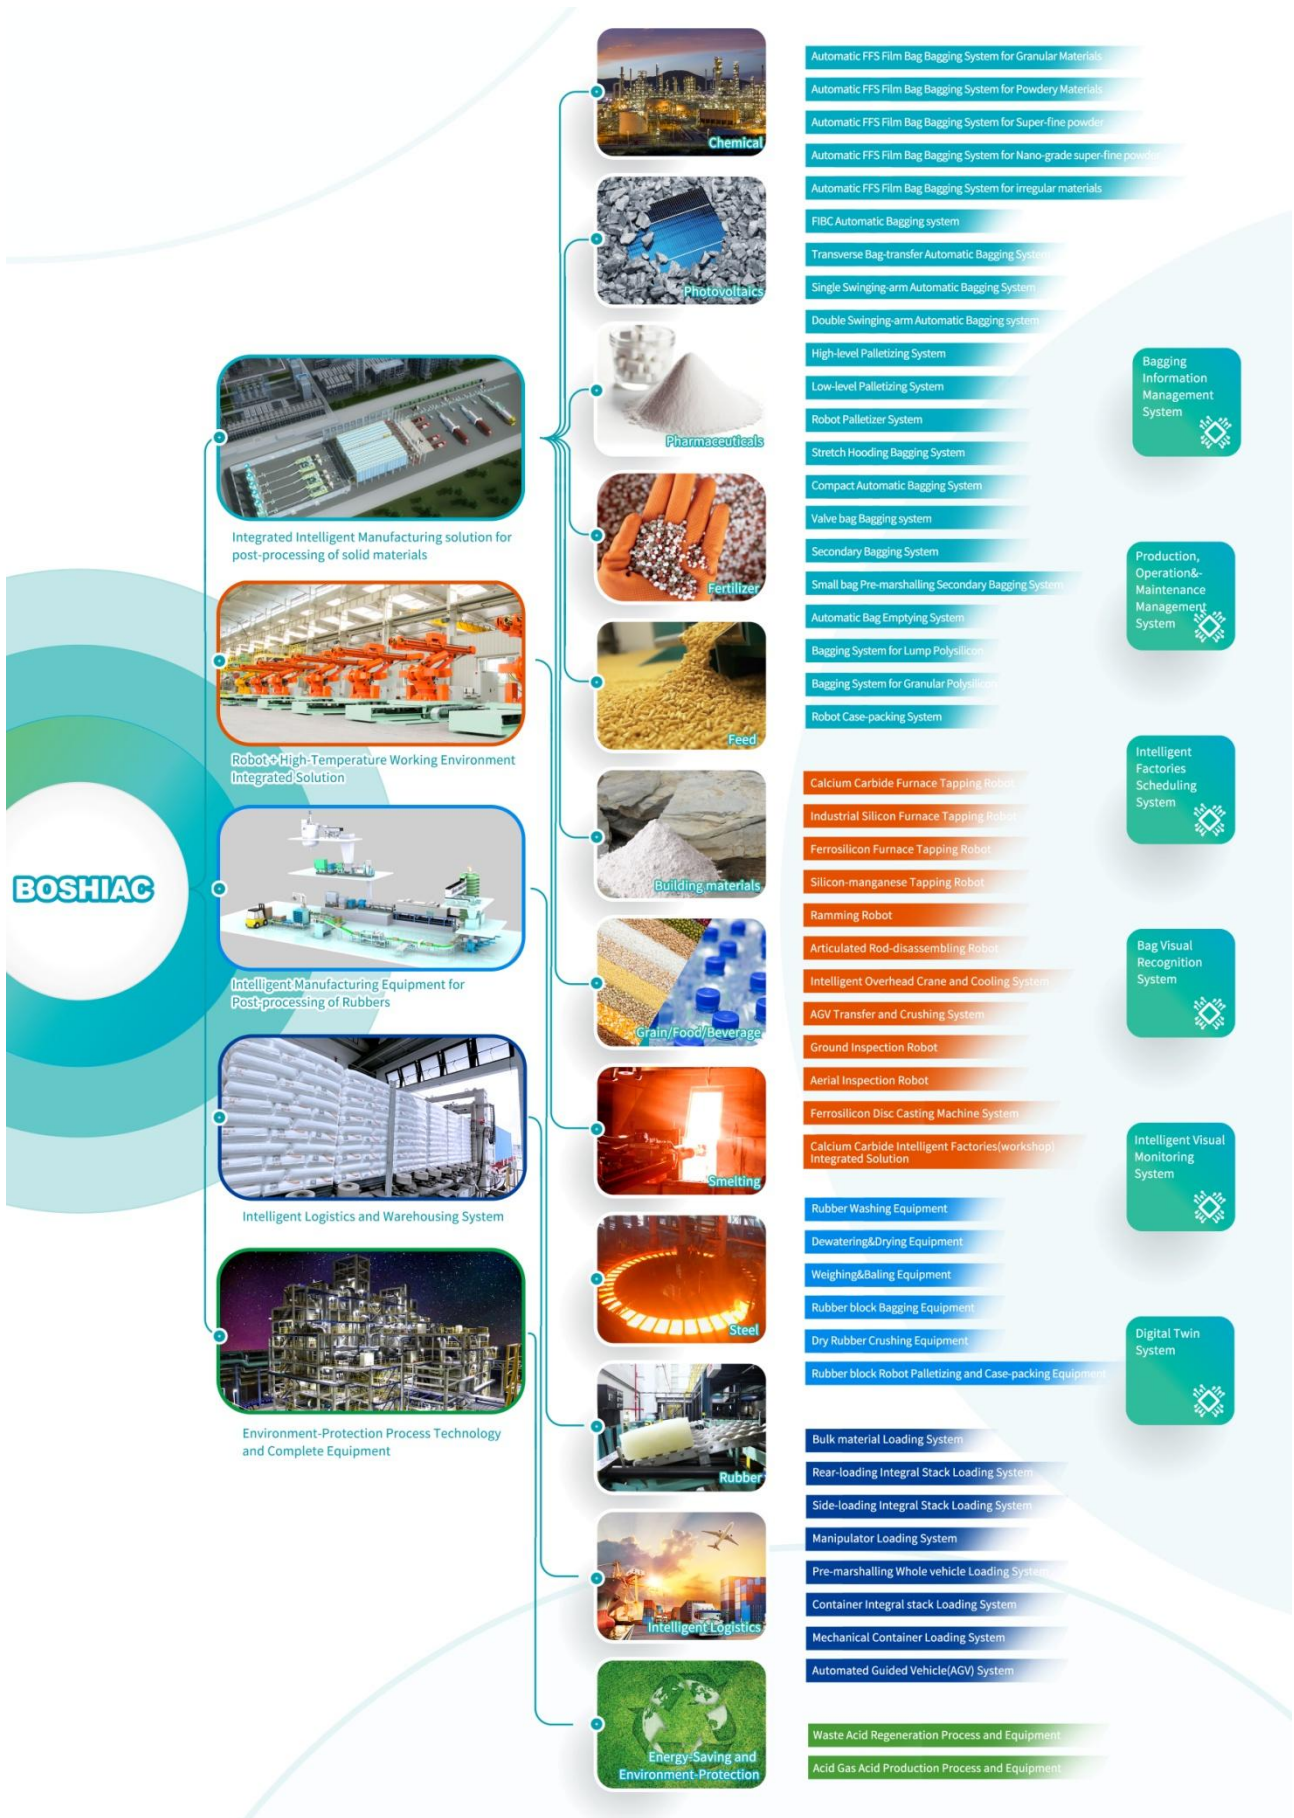 BOSHIAC
Integrated Intelligent Manufacturing solution for
post-processing of solid materials
Robot + High-Temperature Working Environment
Integrated Solution
Intelligent Manufacturing Equipment for
Post-processing of Rubbers
Intelligent Logistics and Warehousing System
Environment-Protection Process Technology
and Complete Equipment
Chemical
Photovoltaics
Pharmaceuticals
Fertilizer
Feed
Building materials
Grain/Food/Beverage
Smelting
Steel
Rubber
Intelligent Logistics
Energy-Saving and
Environment-Protection
Automatic FFS Film Bag Bagging System for Granular Materials
Automatic FFS Film Bag Bagging System for Powdery Materials
Automatic FFS Film Bag Bagging System for Super-fine powder
Automatic FFS Film Bag Bagging System for Nano-grade super-fine powder
Automatic FFS Film Bag Bagging System for irregular materials
FIBC Automatic Bagging system
Transverse Bag-transfer Automatic Bagging System
Single Swinging-arm Automatic Bagging System
Double Swinging-arm Automatic Bagging system
High-level Palletizing System
Low-level Palletizing System
Robot Palletizer System
Stretch Hooding Bagging System
Compact Automatic Bagging System
Valve bag Bagging system
Secondary Bagging System
Small bag Pre-marshalling Secondary Bagging System
Automatic Bag Emptying System
Bagging System for Lump Polysilicon
Bagging System for Granular Polysilicon
Robot Case-packing System
Calcium Carbide Furnace Tapping Robot
Industrial Silicon Furnace Tapping Robot
Ferrosilicon Furnace Tapping Robot
Silicon-manganese Tapping Robot
Ramming Robot
Articulated Rod-disassembling Robot
Intelligent Overhead Crane and Cooling System
AGV Transfer and Crushing System
Ground Inspection Robot
Aerial Inspection Robot
Ferrosilicon Disc Casting Machine System
Calcium Carbide Intelligent Factories(workshop)
Integrated Solution
Rubber Washing Equipment
Dewatering&Drying Equipment
Weighing&Baling Equipment
Rubber block Bagging Equipment
Dry Rubber Crushing Equipment
Rubber block Robot Palletizing and Case-packing Equipment
Bulk material Loading System
Rear-loading Integral Stack Loading System
Side-loading Integral Stack Loading System
Manipulator Loading System
Pre-marshalling Whole vehicle Loading System
Container Integral stack Loading System
Mechanical Container Loading System
Automated Guided Vehicle(AGV) System
Waste Acid Regeneration Process and Equipment
Acid Gas Acid Production Process and Equipment
Bagging
Information
Management
System
Production,
Operation&-
Maintenance
Management
System
Intelligent
Factories
Scheduling
System
Bag Visual
Recognition
System
Intelligent Visual
Monitoring
System
Digital Twin
System